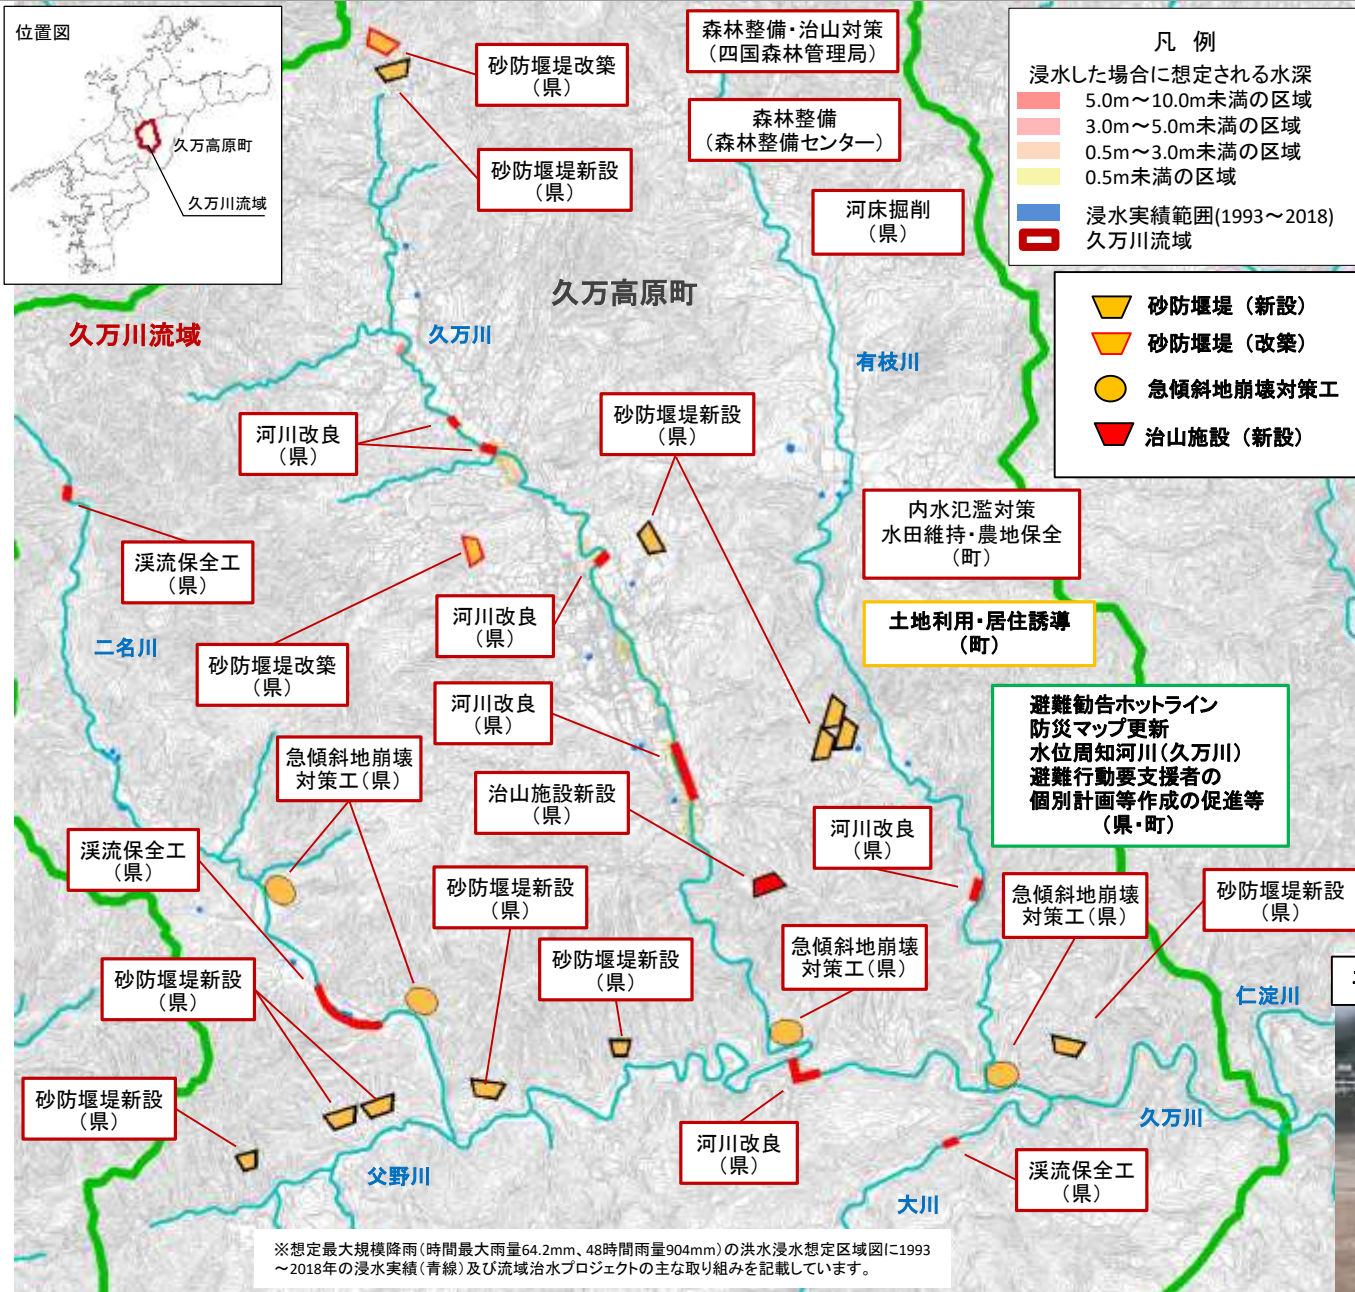 位置図
久万高原町
久万川流域
砂防堰堤改築
（県）
砂防堰堤新設
（県）
森林整備・治山対策
（四国森林管理局）
森林整備
（森林整備センター）
河床掘削
（県）
凡 例
浸水した場合に想定される水深
5.0m～10.0m未満の区域
3.0m～5.0m未満の区域
0.5m～3.0m未満の区域
0.5m未満の区域
浸水実績範囲(1993～2018)
久万川流域
砂防堰堤（新設）
砂防堰堤（改築）
急傾斜地崩壊対策工
治山施設（新設）
久万高原町
久万川流域
久万川
有枝川
河川改良
（県）
砂防堰堤新設
（県）
渓流保全工
（県）
二名川
砂防堰堤改築
（県）
河川改良
（県）
内水氾濫対策
水田維持・農地保全
（町）
土地利用・居住誘導
（町）
避難勧告ホットライン
防災マップ更新
水位周知河川（久万川）
避難行動要支援者の
個別計画等作成の促進等
（県・町）
河川改良
（県）
急傾斜地崩壊
対策工（県）
治山施設新設
（県）
河川改良
（県）
渓流保全工
（県）
砂防堰堤新設
（県）
急傾斜地崩壊
対策工（県）
砂防堰堤新設
（県）
砂防堰堤新設
（県）
砂防堰堤新設
（県）
急傾斜地崩壊
対策工（県）
仁淀川
砂防堰堤新設
（県）
久万川
河川改良
（県）
渓流保全工
（県）
父野川
大川
※想定最大規模降雨（時間最大雨量64.2mm、48時間雨量904mm）の洪水浸水想定区域図に1993
～2018年の浸水実績（青線）及び流域治水プロジェクトの主な取り組みを記載しています。